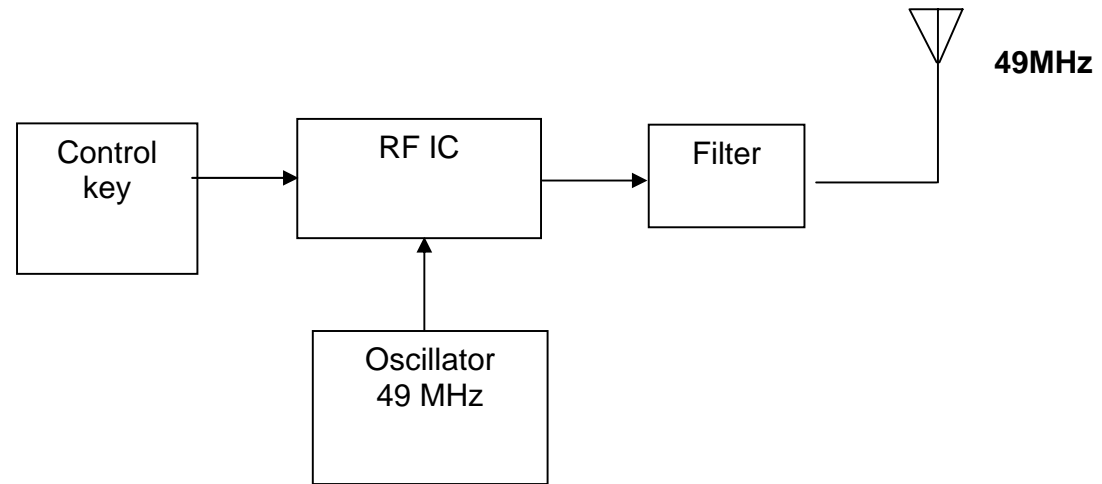 49MHz
Control
key
RF IC
Filter
Oscillator
49 MHz